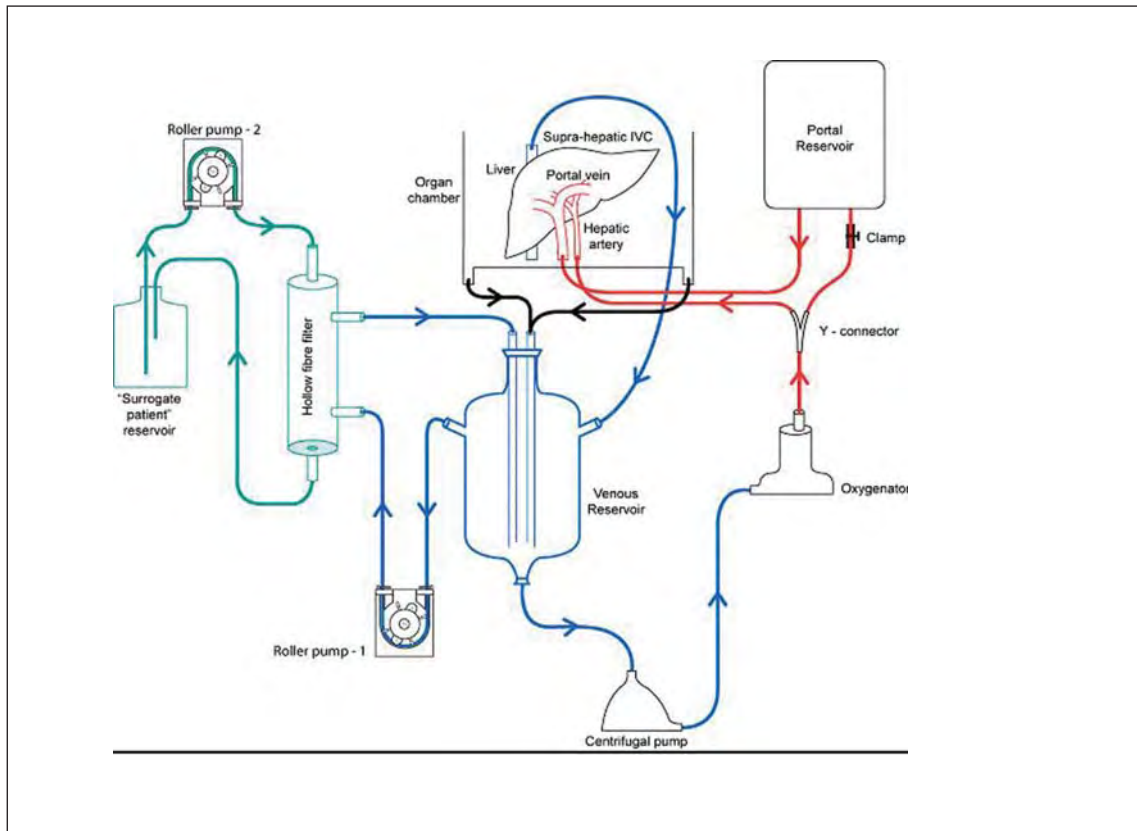 Roller pump - 2
Supra-hepatic IVC
Liver
Portal vein
Organ
chamber
Hepatic
artery
Portal
Reservoir
Clamp
Y - connector
Hollow fibre filter
"Surrogate
patient"
reservoir
Venous
Reservoir
Oxygenator
Roller pump - 1
Centrifugal pump